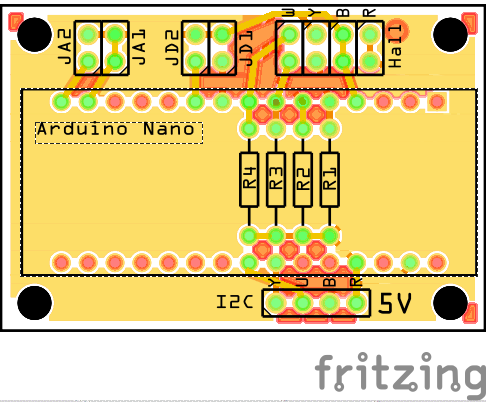 JA2 JA1 JD2 JD1 W Y B R Hall
Arduino Nano
R4 R3 R2 R1
Y W B R
I2C 5V
fritzing